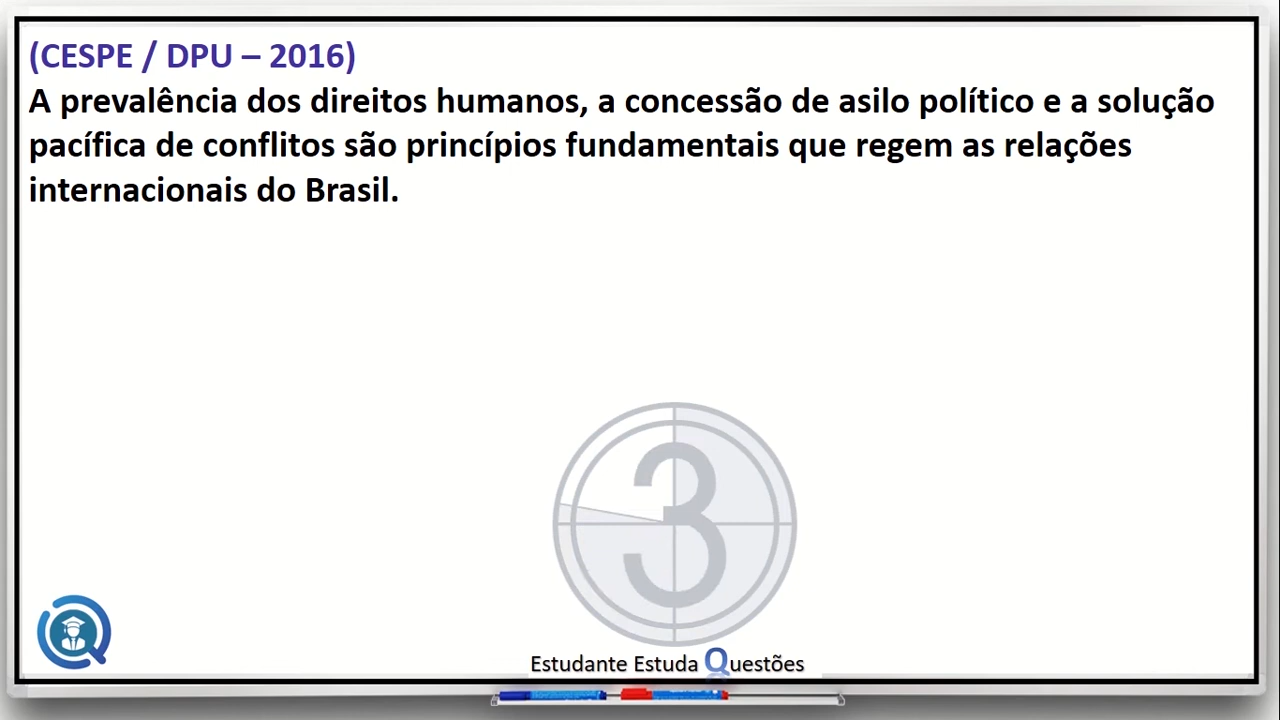 (CESPE / DPU – 2016)
A prevalência dos direitos humanos, a concessão de asilo político e a solução
pacífica de conflitos são princípios fundamentais que regem as relações
internacionais do Brasil.
3
Estudante Estuda Questões